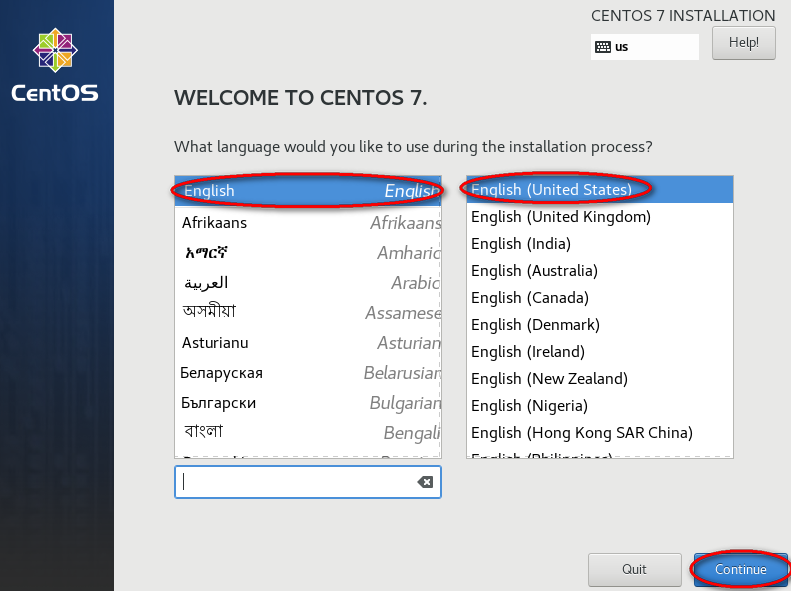 CENTOS 7 INSTALLATION
CentOS
us
Help!
WELCOME TO CENTOS 7.
What language would you like to use during the installation process?
English English
Afrikaans Afrikaans
አማርኛ Amharic
العربية Arabic
অসমীয়া Assamese
Asturianu Asturian
Беларуская Belarusian
Български Bulgarian
বাংলা Bengali
English (United States)
English (United Kingdom)
English (India)
English (Australia)
English (Canada)
English (Denmark)
English (Ireland)
English (New Zealand)
English (Nigeria)
English (Hong Kong SAR China)
English (Philippines)
Quit
Continue